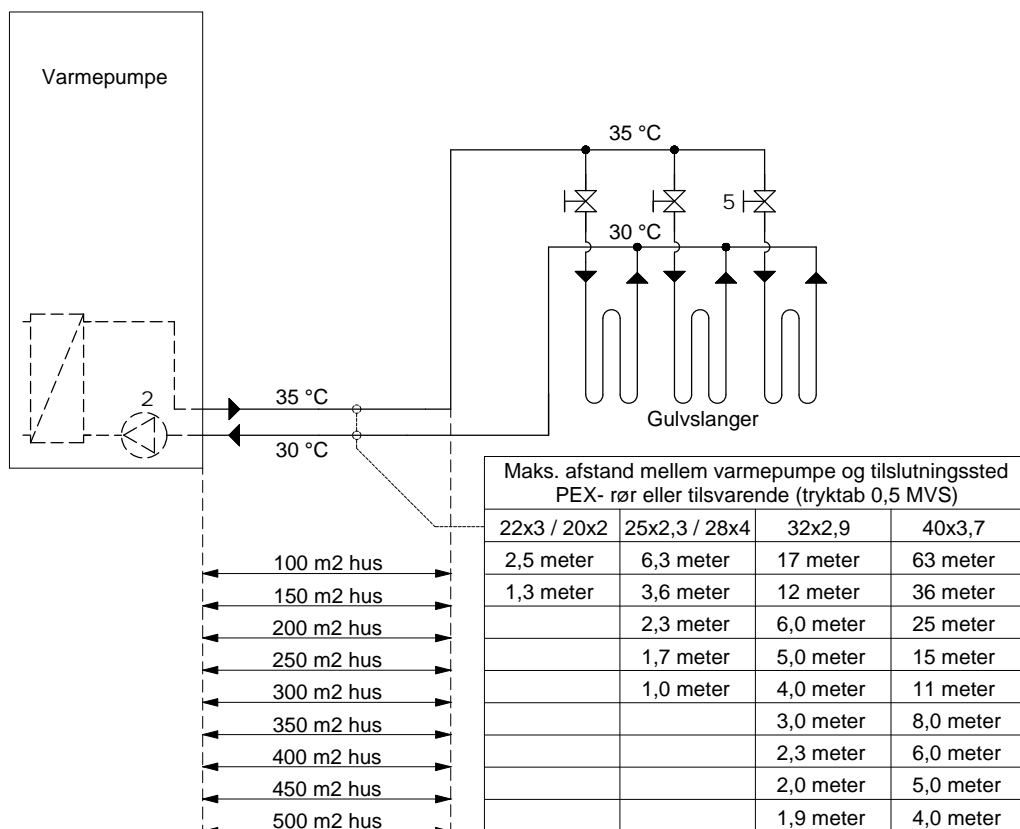 Varmepumpe
35 °C
5
30 °C
2
35 °C
30 °C
Gulvslanger
Maks. afstand mellem varmepumpe og tilslutningssted
PEX- rør eller tilsvarende (tryktab 0,5 MVS)
22x3 / 20x2 25x2,3 / 28x4 32x2,9 40x3,7
100 m2 hus 2,5 meter 6,3 meter 17 meter 63 meter
150 m2 hus 1,3 meter 3,6 meter 12 meter 36 meter
200 m2 hus 2,3 meter 6,0 meter 25 meter
250 m2 hus 1,7 meter 5,0 meter 15 meter
300 m2 hus 1,0 meter 4,0 meter 11 meter
350 m2 hus 3,0 meter 8,0 meter
400 m2 hus 2,3 meter 6,0 meter
450 m2 hus 2,0 meter 5,0 meter
500 m2 hus 1,9 meter 4,0 meter